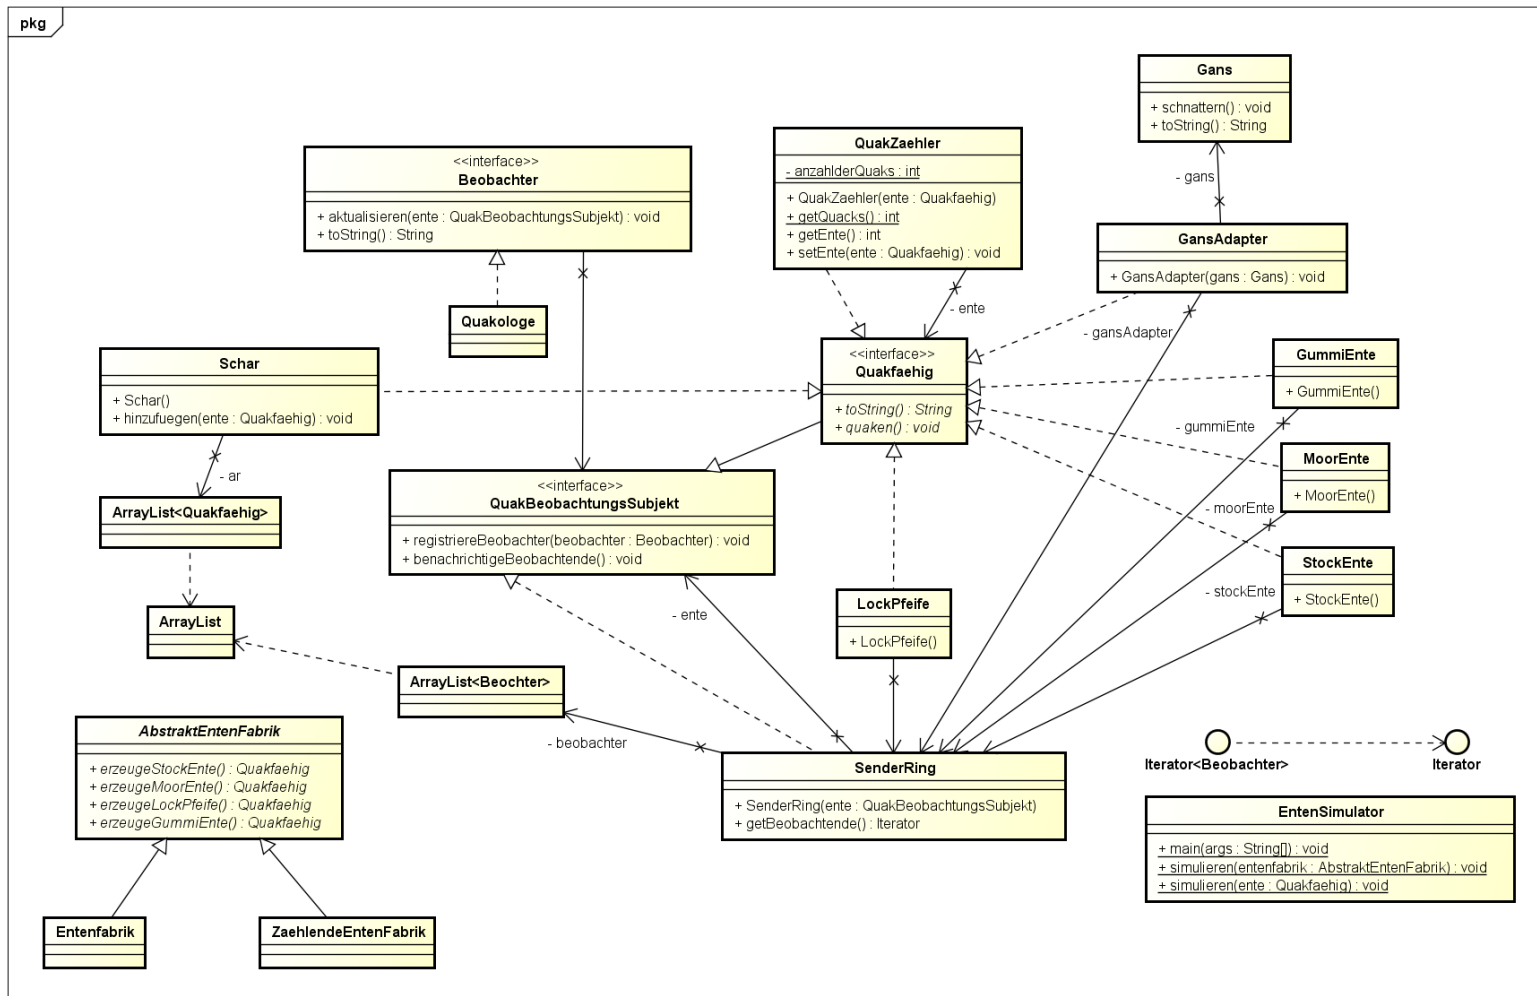 pkg
Gans
+ schnattern() : void
+ toString() : String
- gans
<<interface>>
Beobachter
+ aktualisieren(ente : QuakBeobachtungsSubjekt) : void
+ toString() : String
QuakZaehler
- anzahlderQuaks : int
+ QuakZaehler(ente : Quakfaehig)
+ getQuacks() : int
+ getEnte() : int
+ setEnte(ente : Quakfaehig) : void
- ente
GansAdapter
+ GansAdapter(gans : Gans) : void
- gansAdapter
Quakologe
Schar
+ Schar()
+ hinzufuegen(ente : Quakfaehig) : void
- ar
<<interface>>
Quakfaehig
+ toString() : String
+ quaken() : void
GummiEnte
+ GummiEnte()
- gummiEnte
MoorEnte
+ MoorEnte()
- moorEnte
StockEnte
+ StockEnte()
- stockEnte
ArrayList<Quakfaehig>
<<interface>>
QuakBeobachtungsSubjekt
+ registriereBeobachter(beobachter : Beobachter) : void
+ benachrichtigeBeobachtende() : void
- ente
LockPfeife
+ LockPfeife()
ArrayList
ArrayList<Beochter>
- beobachter
AbstraktEntenFabrik
+ erzeugeStockEnte() : Quakfaehig
+ erzeugeMoorEnte() : Quakfaehig
+ erzeugeLockPfeife() : Quakfaehig
+ erzeugeGummiEnte() : Quakfaehig
SenderRing
+ SenderRing(ente : QuakBeobachtungsSubjekt)
+ getBeobachtende() : Iterator
Iterator<Beobachter>
Iterator
EntenSimulator
+ main(args : String[]) : void
+ simulieren(entenfabrik : AbstraktEntenFabrik) : void
+ simulieren(ente : Quakfaehig) : void
Entenfabrik
ZaehlendeEntenFabrik